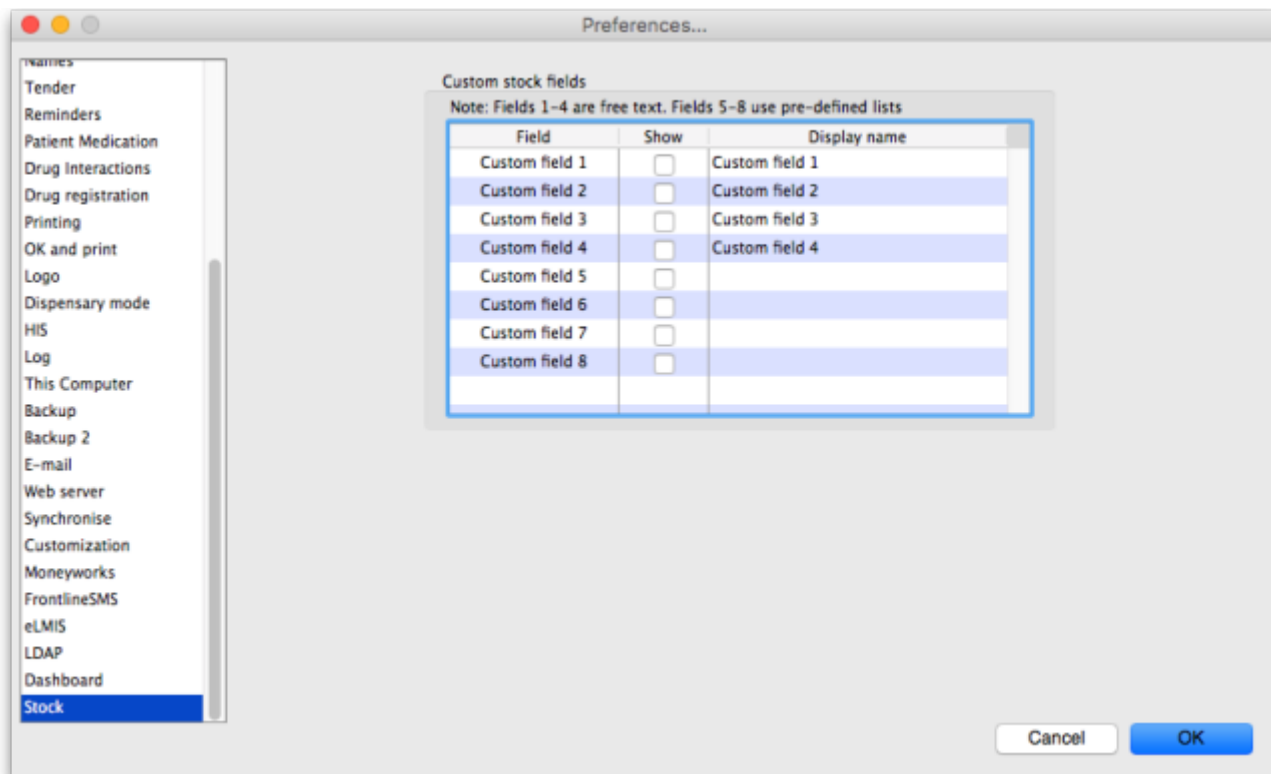 Preferences...
Names
Tender
Reminders
Patient Medication
Drug Interactions
Drug registration
Printing
OK and print
Logo
Dispensary mode
HIS
Log
This Computer
Backup
Backup 2
E-mail
Web server
Synchronise
Customization
Moneyworks
FrontlineSMS
eLMIS
LDAP
Dashboard
Stock
Custom stock fields
Note: Fields 1-4 are free text. Fields 5-8 use pre-defined lists
Field Show Display name
Custom field 1 Custom field 1
Custom field 2 Custom field 2
Custom field 3 Custom field 3
Custom field 4 Custom field 4
Custom field 5
Custom field 6
Custom field 7
Custom field 8
Cancel OK